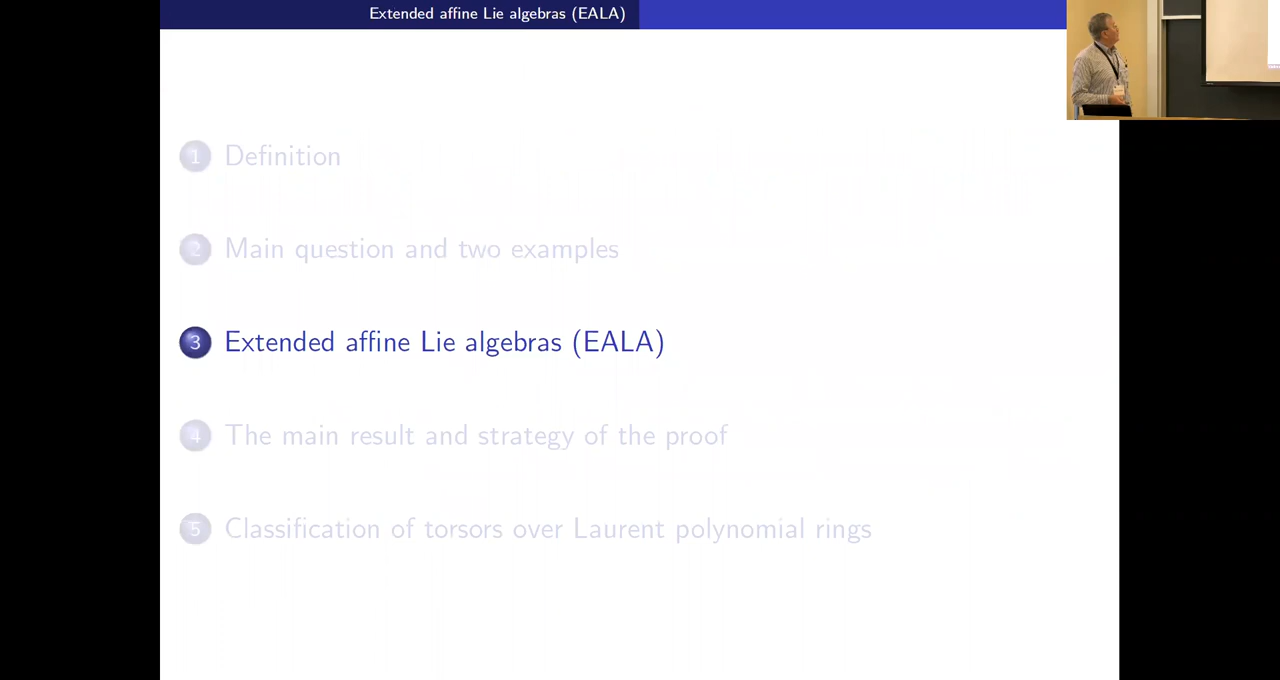 Extended affine Lie algebras (EALA)
1 Definition
2 Main question and two examples
3 Extended affine Lie algebras (EALA)
4 The main result and strategy of the proof
5 Classification of torsors over Laurent polynomial rings